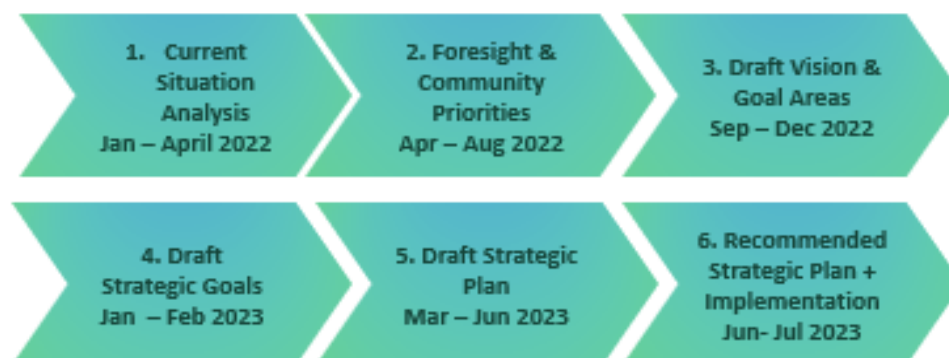 1. Current
Situation
Analysis
Jan – April 2022
2. Foresight &
Community
Priorities
Apr – Aug 2022
3. Draft Vision &
Goal Areas
Sep – Dec 2022
4. Draft
Strategic Goals
Jan – Feb 2023
5. Draft Strategic
Plan
Mar – Jun 2023
6. Recommended
Strategic Plan +
Implementation
Jun- Jul 2023